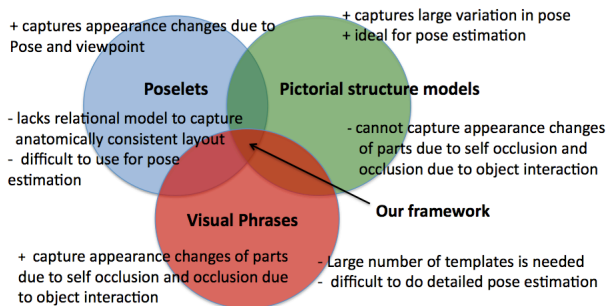 + captures appearance changes due to
Pose and viewpoint
+ captures large variation in pose
+ ideal for pose estimation
Poselets
Pictorial structure models
- lacks relational model to capture
anatomically consistent layout
- difficult to use for pose
estimation
- cannot capture appearance changes
of parts due to self occlusion and
occlusion due to object interaction
Our framework
Visual Phrases
+ capture appearance changes of parts
due to self occlusion and occlusion due
to object interaction
- Large number of templates is needed
- difficult to do detailed pose estimation